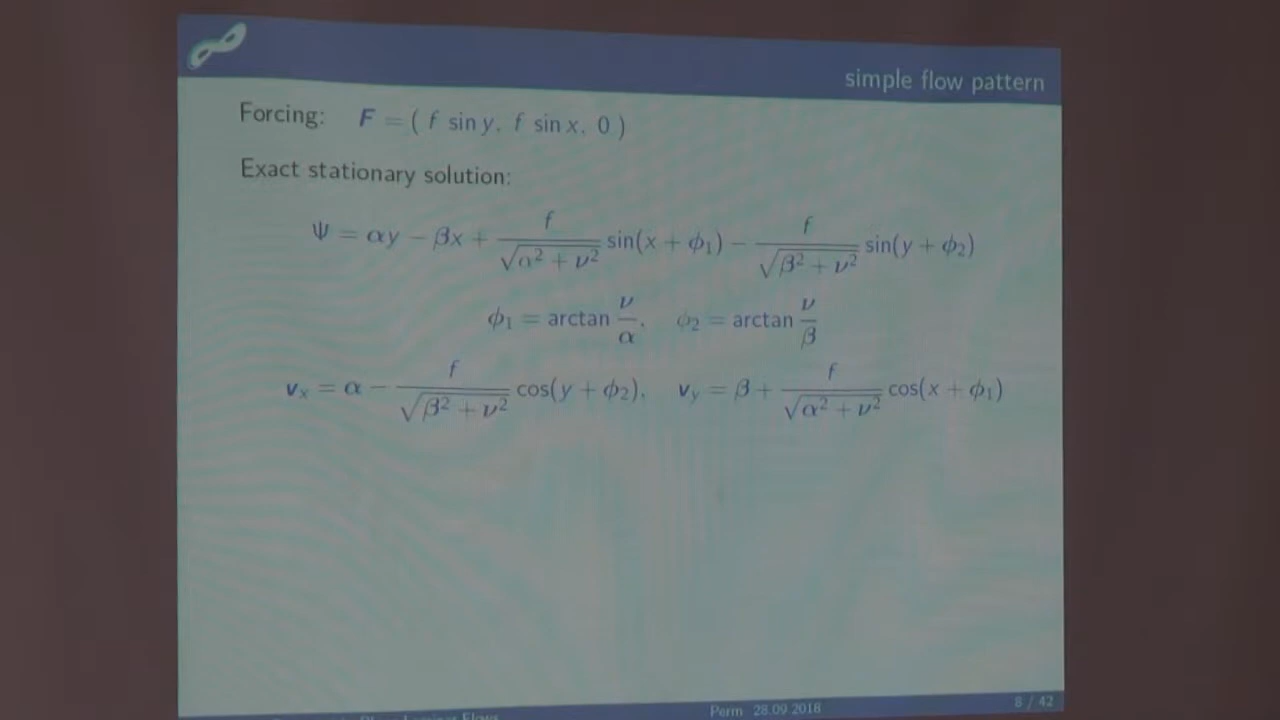 simple flow pattern
Forcing: F = ( f sin y, f sin x, 0 )
Exact stationary solution:
Ψ = αy − βx + f/√(α² + ν²) sin(x + ϕ₁) − f/√(β² + ν²) sin(y + ϕ₂)
ϕ₁ = arctan ν/α, ϕ₂ = arctan ν/β
vₓ = α − f/√(β² + ν²) cos(y + ϕ₂), v_y = β + f/√(α² + ν²) cos(x + ϕ₁)
Flows Perm 28.09.2018 8 / 42